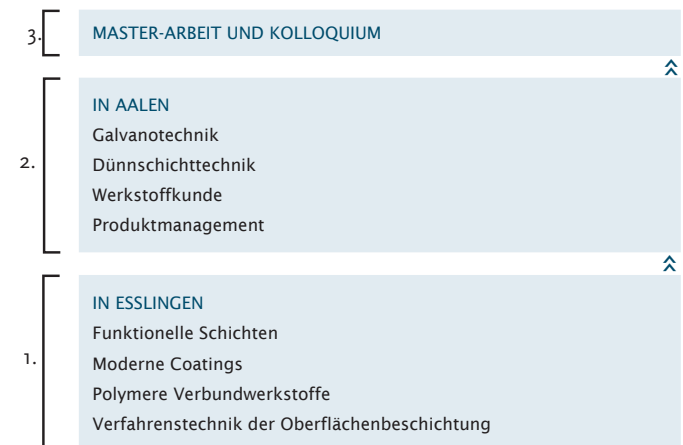 3.
MASTER-ARBEIT UND KOLLOQUIUM
2.
IN AALEN
Galvanotechnik
Dünnschichttechnik
Werkstoffkunde
Produktmanagement
1.
IN ESSLINGEN
Funktionelle Schichten
Moderne Coatings
Polymere Verbundwerkstoffe
Verfahrenstechnik der Oberflächenbeschichtung